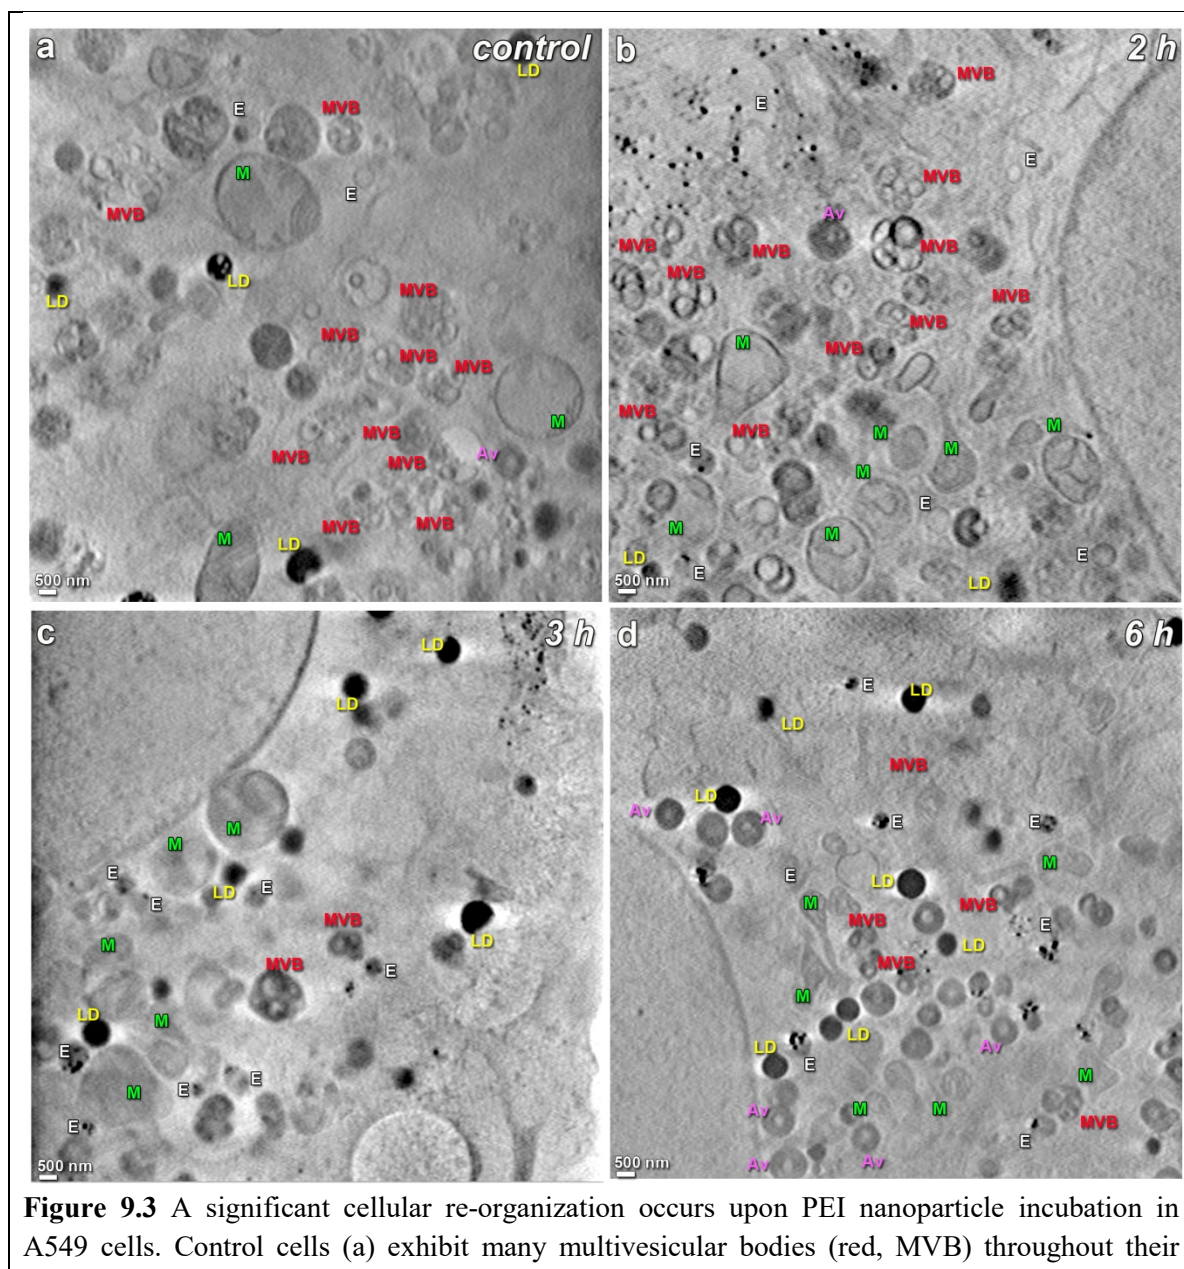 a
control
LD
E
MVB
M
E
MVB
LD
LD
MVB
MVB
MVB
MVB
M
MVB
Av
MVB
MVB
MVB
MVB
M
LD
500 nm
b
2 h
MVB
E
E
MVB
Av
MVB
MVB
MVB
MVB
MVB
MVB
M
MVB
MVB
MVB
M
M
M
E
M
E
M
M
LD
E
E
LD
500 nm
c
3 h
LD
LD
M
M
E
E
LD
E
MVB
M
LD
MVB
E
LD
M
E
E
E
M
E
500 nm
d
6 h
E
LD
LD
MVB
LD
Av
Av
E
E
M
E
LD
M
MVB
MVB
E
LD
MVB
M
LD
LD
Av
E
M
Av
M
M
MVB
E
Av
Av
500 nm
Figure 9.3 A significant cellular re-organization occurs upon PEI nanoparticle incubation in
A549 cells. Control cells (a) exhibit many multivesicular bodies (red, MVB) throughout their